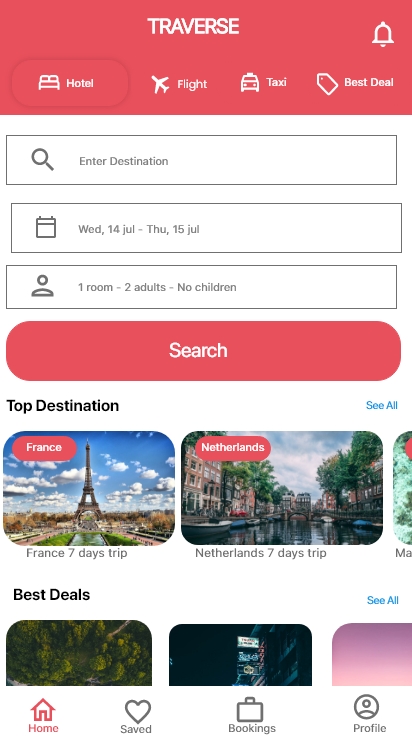 TRAVERSE
Hotel
Flight
Taxi
Best Deal
Enter Destination
Wed, 14 jul - Thu, 15 jul
1 room - 2 adults - No children
Search
Top Destination
See All
France
Netherlands
France 7 days trip
Netherlands 7 days trip
Ma
Best Deals
See All
Home
Saved
Bookings
Profile